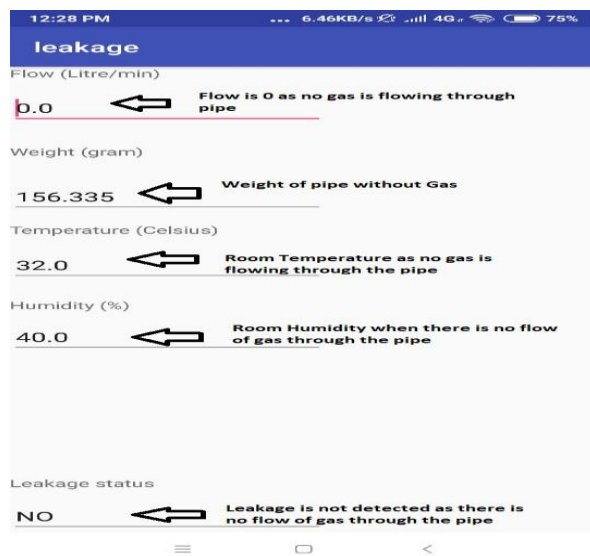 12:28 PM ... 6.46KB/s 4G 75%
leakage
Flow (Litre/min)
0.0
Flow is 0 as no gas is flowing through
pipe
Weight (gram)
156.335
Weight of pipe without Gas
Temperature (Celsius)
32.0
Room Temperature as no gas is
flowing through the pipe
Humidity (%)
40.0
Room Humidity when there is no flow
of gas through the pipe
Leakage status
NO
Leakage is not detected as there is
no flow of gas through the pipe